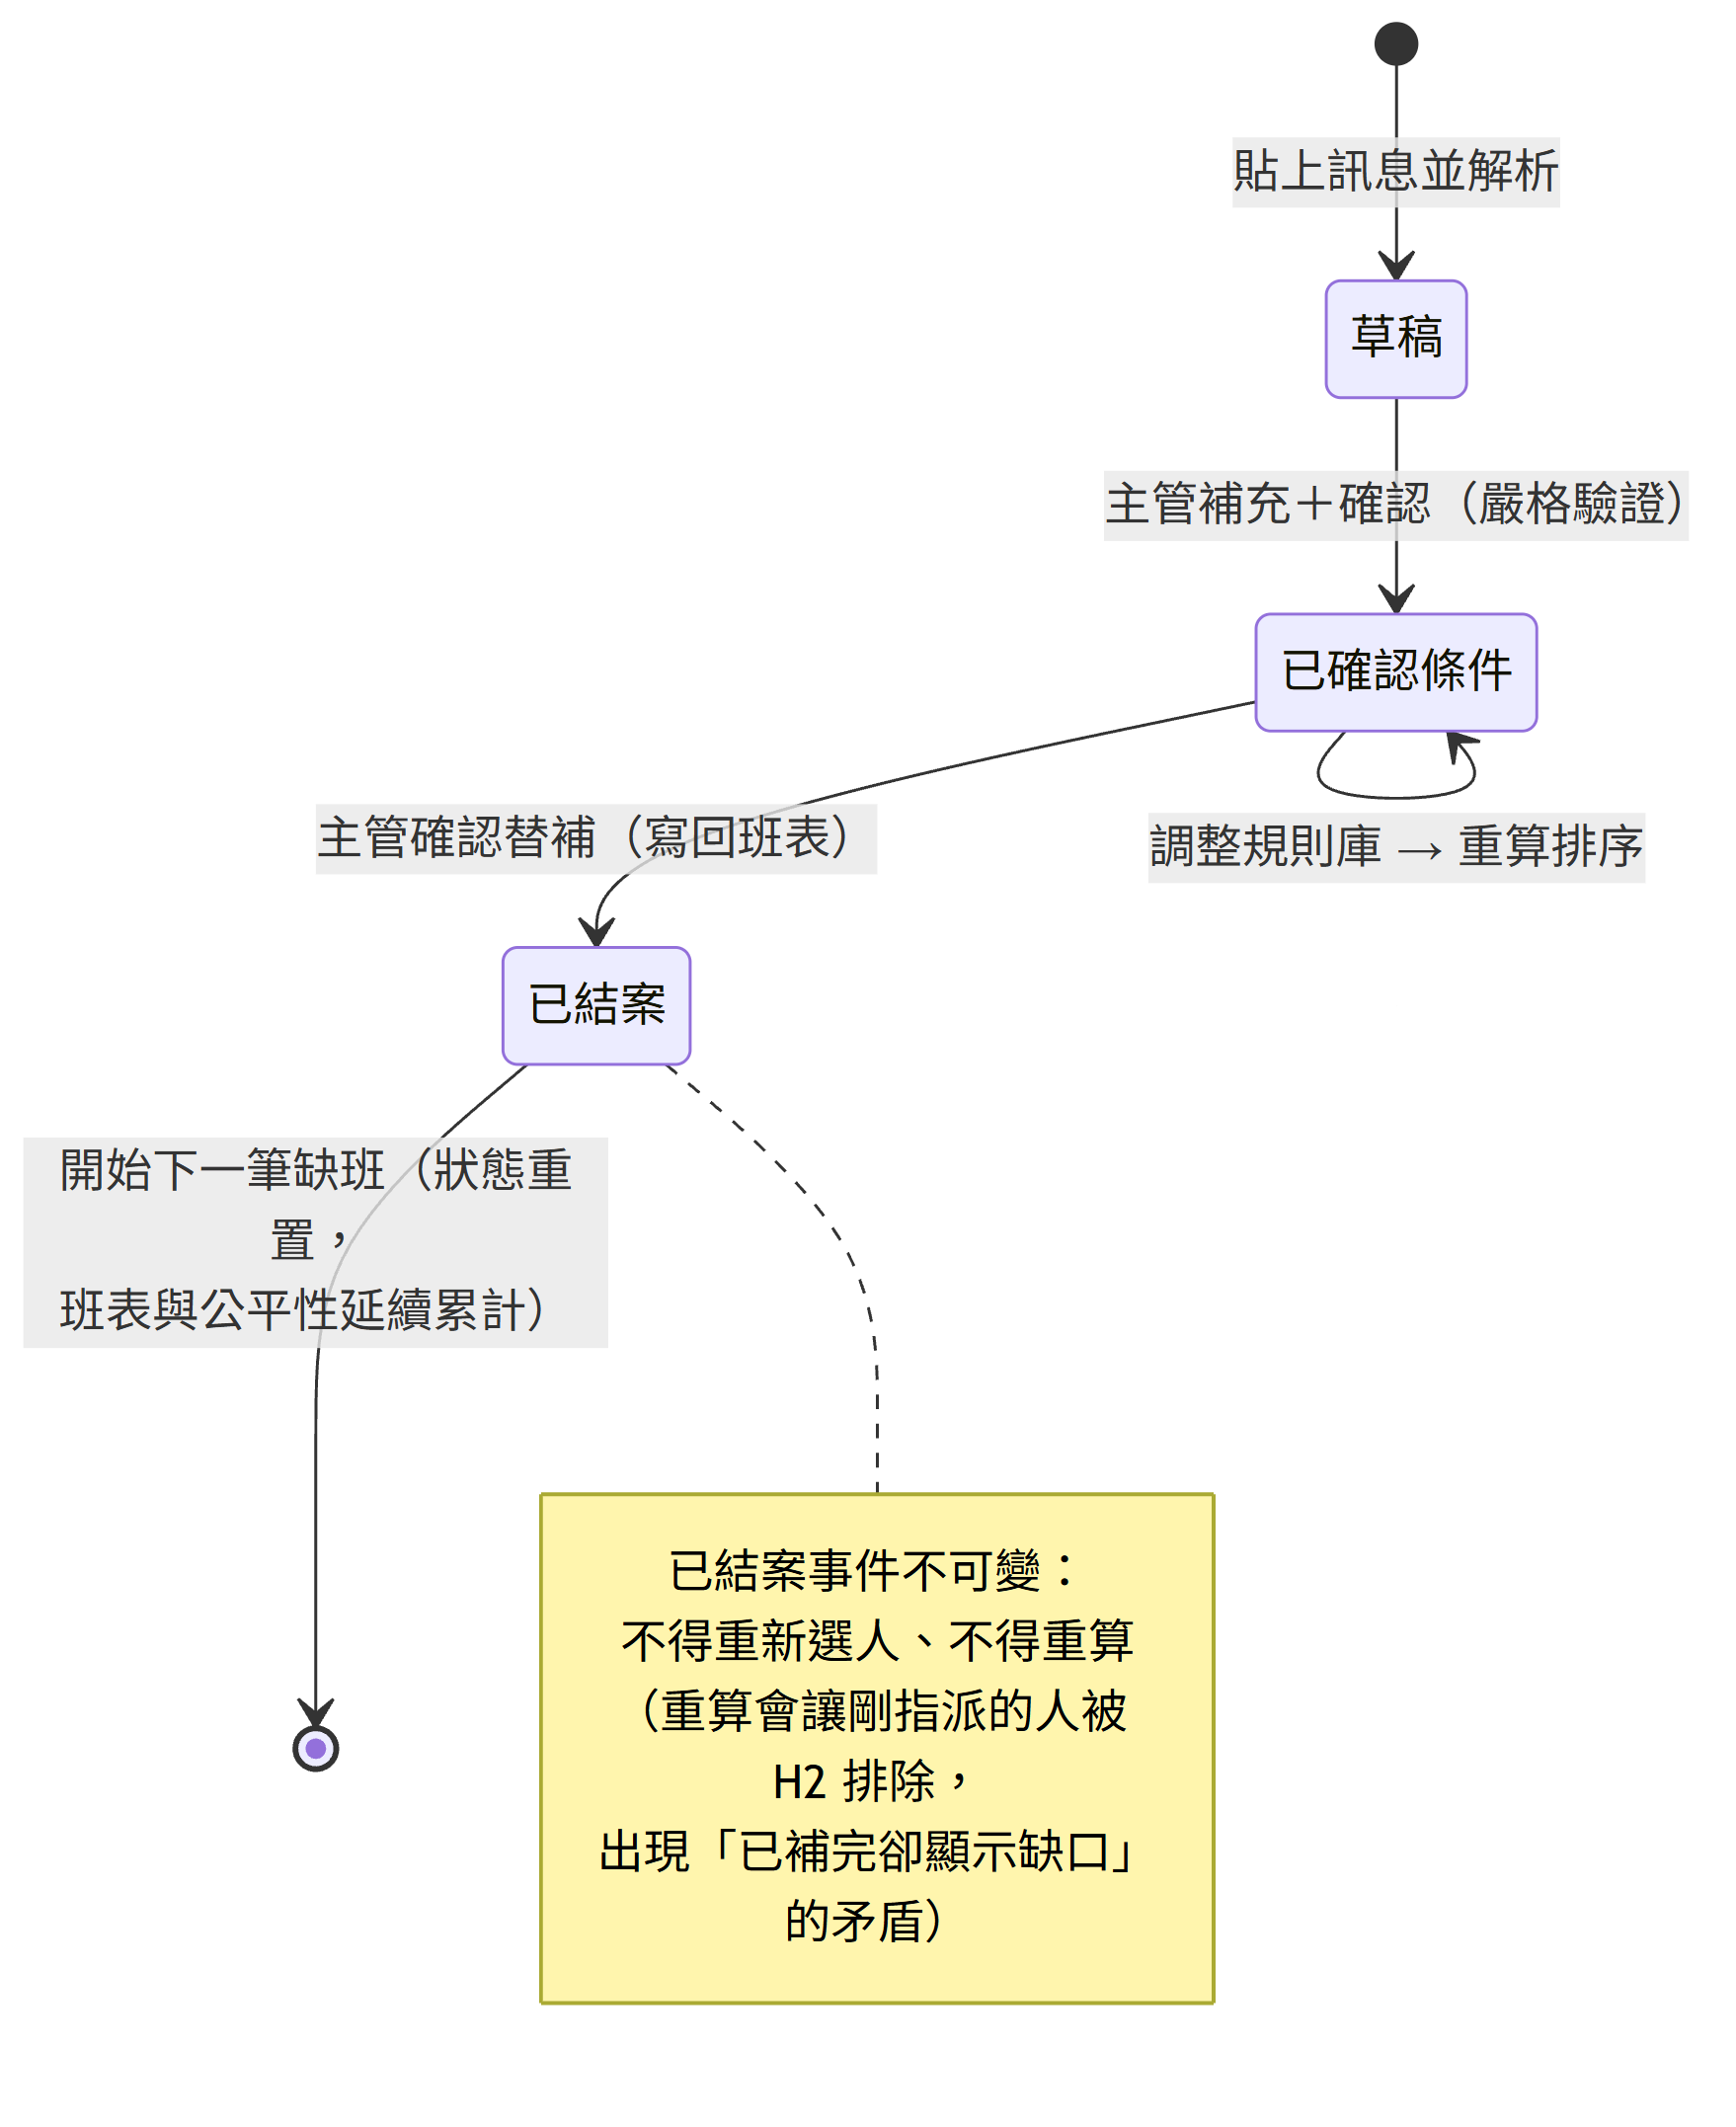 貼上訊息並解析
草稿
主管補充＋確認（嚴格驗證）
已確認條件
主管確認替補（寫回班表）
調整規則庫 → 重算排序
已結案
開始下一筆缺班（狀態重
置，
班表與公平性延續累計）
已結案事件不可變：
不得重新選人、不得重算
（重算會讓剛指派的人被
H2 排除，
出現「已補完卻顯示缺口」
的矛盾）